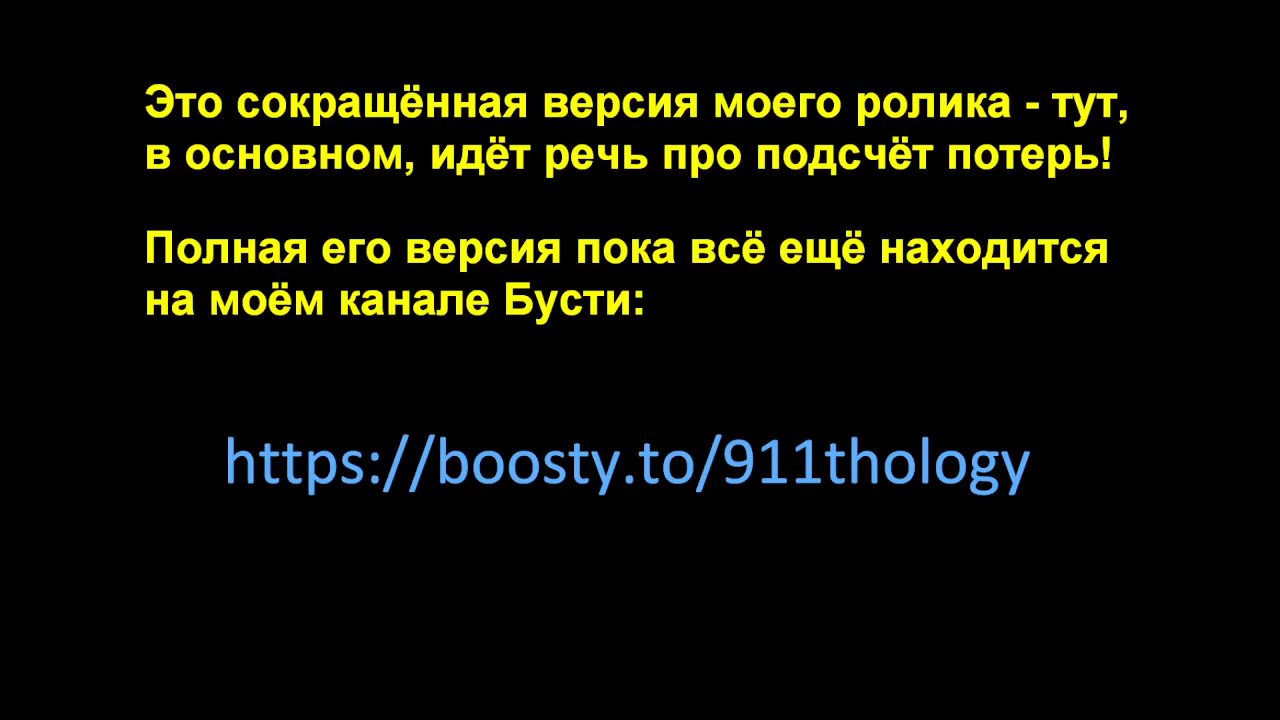 Это сокращённая версия моего ролика - тут,
в основном, идёт речь про подсчёт потерь!
Полная его версия пока всё ещё находится
на моём канале Бусти:
https://boosty.to/911thology